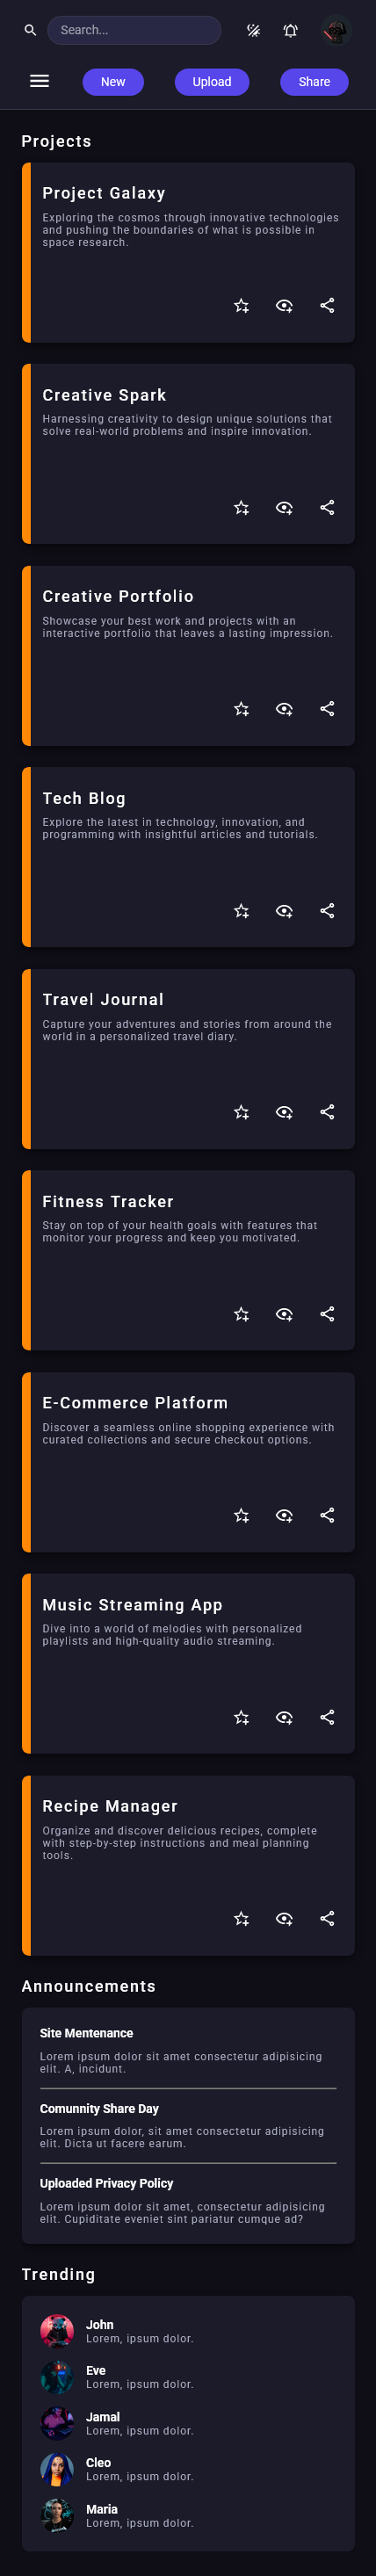 Search...
New Upload Share
Projects
Project Galaxy
Exploring the cosmos through innovative technologies
and pushing the boundaries of what is possible in
space research.
Creative Spark
Harnessing creativity to design unique solutions that
solve real-world problems and inspire innovation.
Creative Portfolio
Showcase your best work and projects with an
interactive portfolio that leaves a lasting impression.
Tech Blog
Explore the latest in technology, innovation, and
programming with insightful articles and tutorials.
Travel Journal
Capture your adventures and stories from around the
world in a personalized travel diary.
Fitness Tracker
Stay on top of your health goals with features that
monitor your progress and keep you motivated.
E-Commerce Platform
Discover a seamless online shopping experience with
curated collections and secure checkout options.
Music Streaming App
Dive into a world of melodies with personalized
playlists and high-quality audio streaming.
Recipe Manager
Organize and discover delicious recipes, complete
with step-by-step instructions and meal planning
tools.
Announcements
Site Mentenance
Lorem ipsum dolor sit amet consectetur adipisicing
elit. A, incidunt.
Comunnity Share Day
Lorem ipsum dolor, sit amet consectetur adipisicing
elit. Dicta ut facere earum.
Uploaded Privacy Policy
Lorem ipsum dolor sit amet, consectetur adipisicing
elit. Cupiditate eveniet sint pariatur cumque ad?
Trending
John
Lorem, ipsum dolor.
Eve
Lorem, ipsum dolor.
Jamal
Lorem, ipsum dolor.
Cleo
Lorem, ipsum dolor.
Maria
Lorem, ipsum dolor.